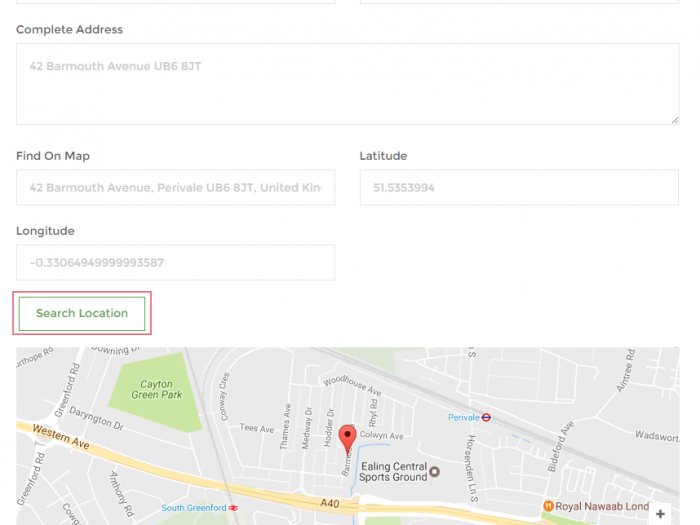 Complete Address
42 Barmouth Avenue UB6 8JT
Find On Map
Latitude
42 Barmouth Avenue, Perivale UB6 8JT, United Kin
51.5353994
Longitude
-0.33064949999993587
Search Location
Downing Dr
Greenford Rd
Cayton
Green Park
Conway Cres
Woodhouse Ave
Aintree Rd
Daryngton Dr
Tees Ave
Thames Ave
Medway Dr
Hodder Dr
Rhyl Rd
Perivale
Colwyn Ave
Western Ave
Horsenden Ln S
Bideford Ave
Wadswor
Greenford Rd
Anthony Rd
Ealing Central
Sports Ground
A40
South Greenford
Royal Nawaab Lond
+